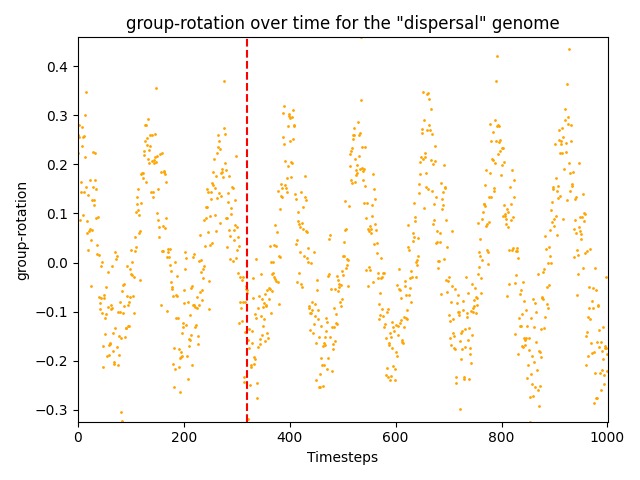 group-rotation over time for the "dispersal" genome
0.4
0.3
0.2
0.1
0.0
−0.1
−0.2
−0.3
group-rotation
0 200 400 600 800 1000
Timesteps